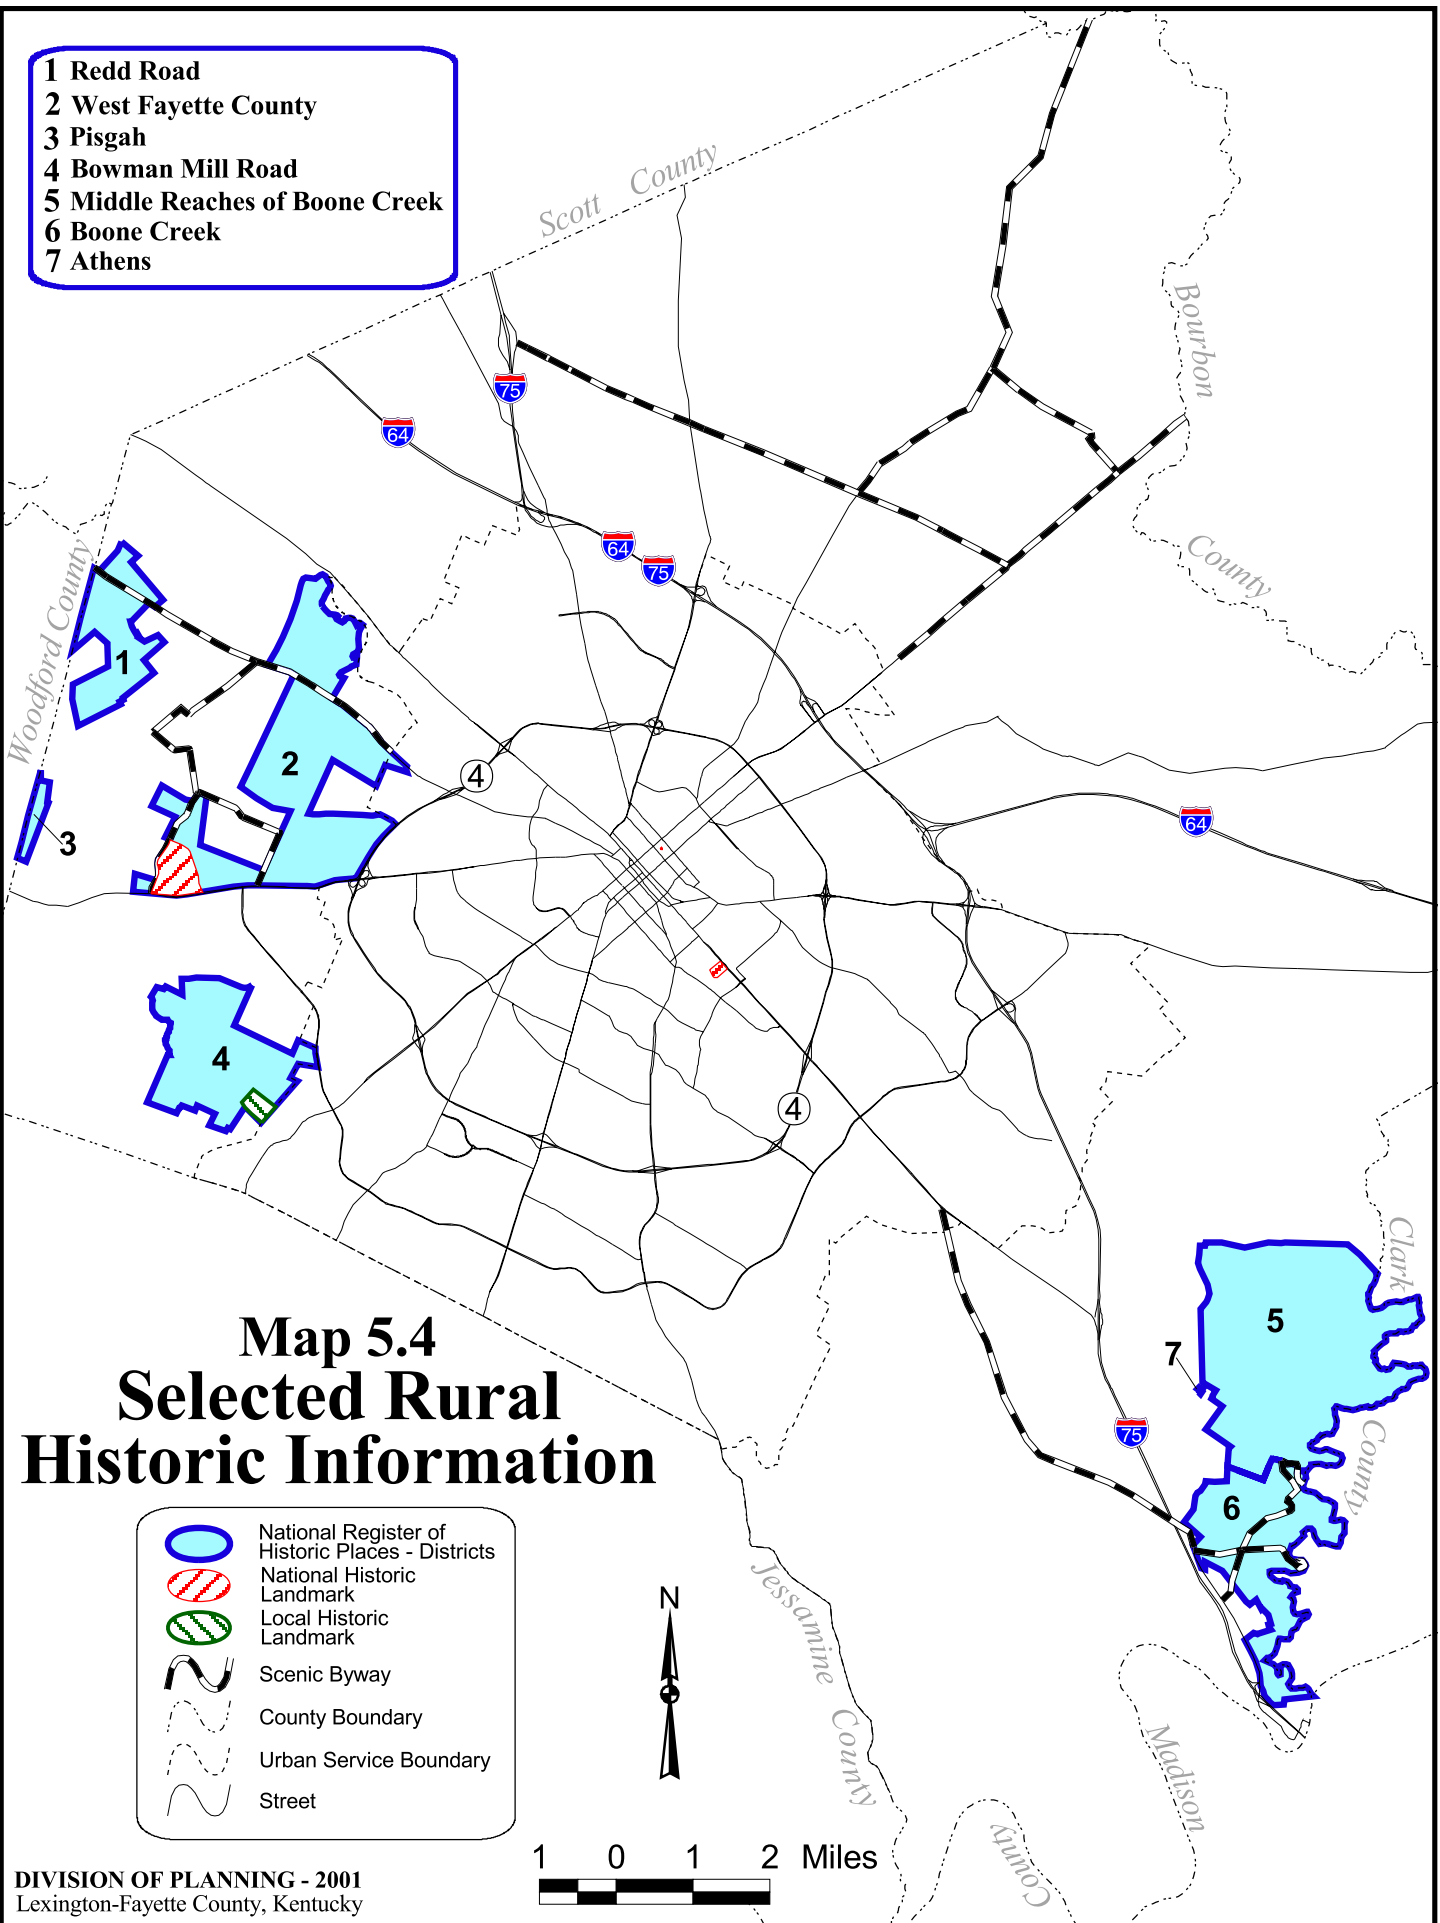 1 Redd Road
2 West Fayette County
3 Pisgah
4 Bowman Mill Road
5 Middle Reaches of Boone Creek
6 Boone Creek
7 Athens
Scott County
Bourbon
County
Woodford County
75
64
64
75
1
2
3
4
4
64
4
4
Clark
County
5
7
75
6
Map 5.4
Selected Rural
Historic Information
National Register of
Historic Places - Districts
National Historic
Landmark
Local Historic
Landmark
Scenic Byway
County Boundary
Urban Service Boundary
Street
N
Jessamine County
Madison
County
1 0 1 2 Miles
DIVISION OF PLANNING - 2001
Lexington-Fayette County, Kentucky